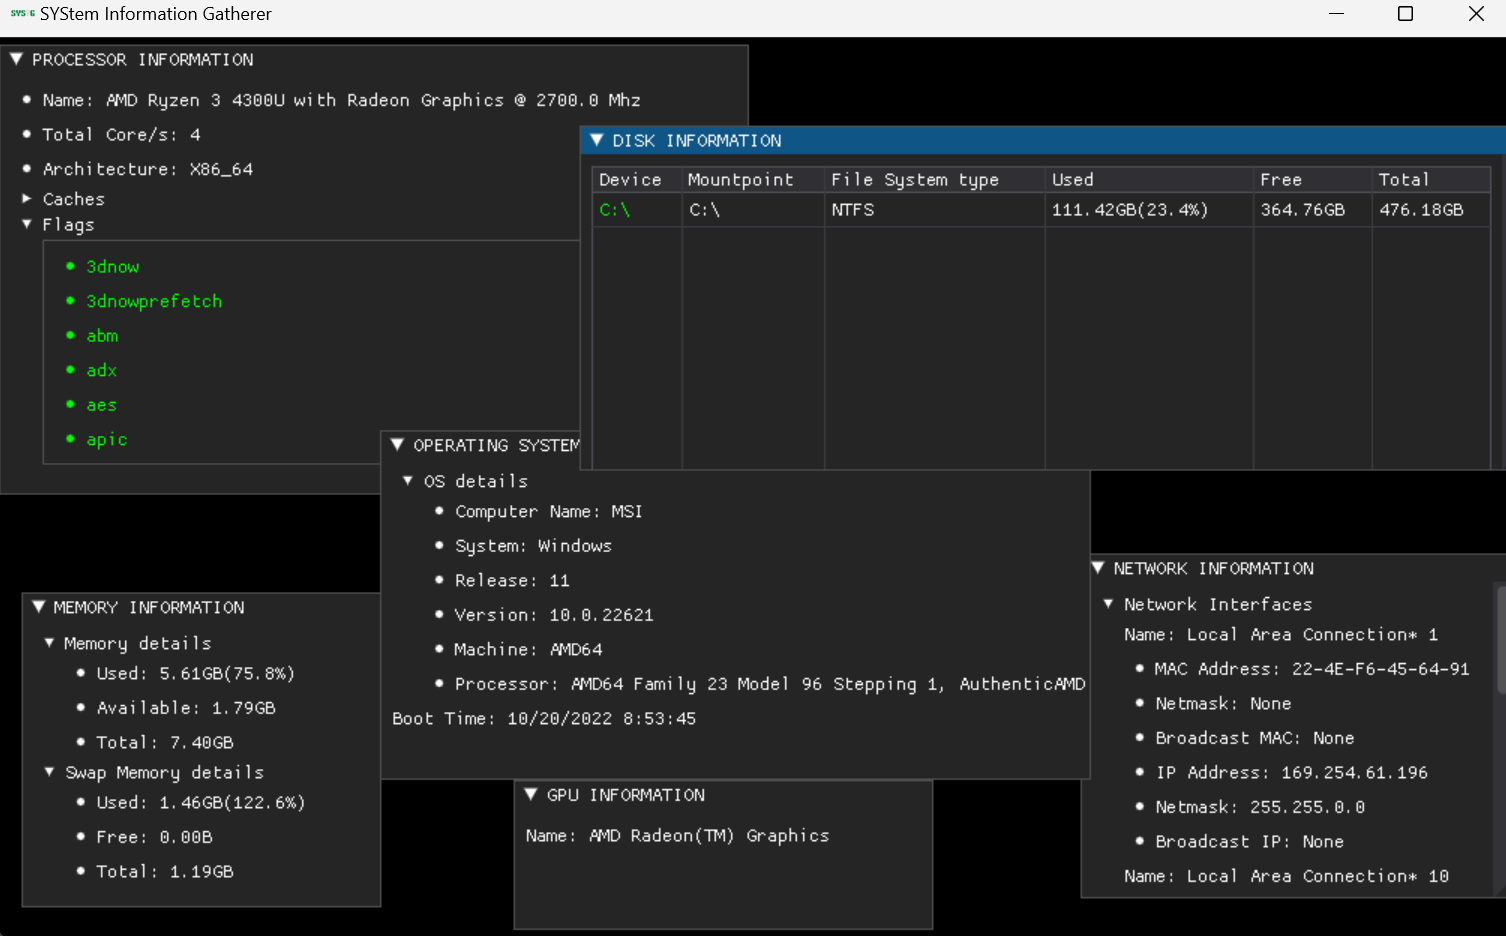 SYS G SYStem Information Gatherer
PROCESSOR INFORMATION
Name: AMD Ryzen 3 4300U with Radeon Graphics @ 2700.0 Mhz
Total Core/s: 4
Architecture: X86_64
Caches
Flags
3dnow
3dnowprefetch
abm
adx
aes
apic
DISK INFORMATION
Device Mountpoint File System type Used Free Total
C:\ C:\ NTFS 111.42GB(23.4%) 364.76GB 476.18GB
OPERATING SYSTEM
OS details
Computer Name: MSI
System: Windows
Release: 11
Version: 10.0.22621
Machine: AMD64
Processor: AMD64 Family 23 Model 96 Stepping 1, AuthenticAMD
Boot Time: 10/20/2022 8:53:45
MEMORY INFORMATION
Memory details
Used: 5.61GB(75.8%)
Available: 1.79GB
Total: 7.40GB
Swap Memory details
Used: 1.46GB(122.6%)
Free: 0.00B
Total: 1.19GB
GPU INFORMATION
Name: AMD Radeon(TM) Graphics
NETWORK INFORMATION
Network Interfaces
Name: Local Area Connection* 1
MAC Address: 22-4E-F6-45-64-91
Netmask: None
Broadcast MAC: None
IP Address: 169.254.61.196
Netmask: 255.255.0.0
Broadcast IP: None
Name: Local Area Connection* 10